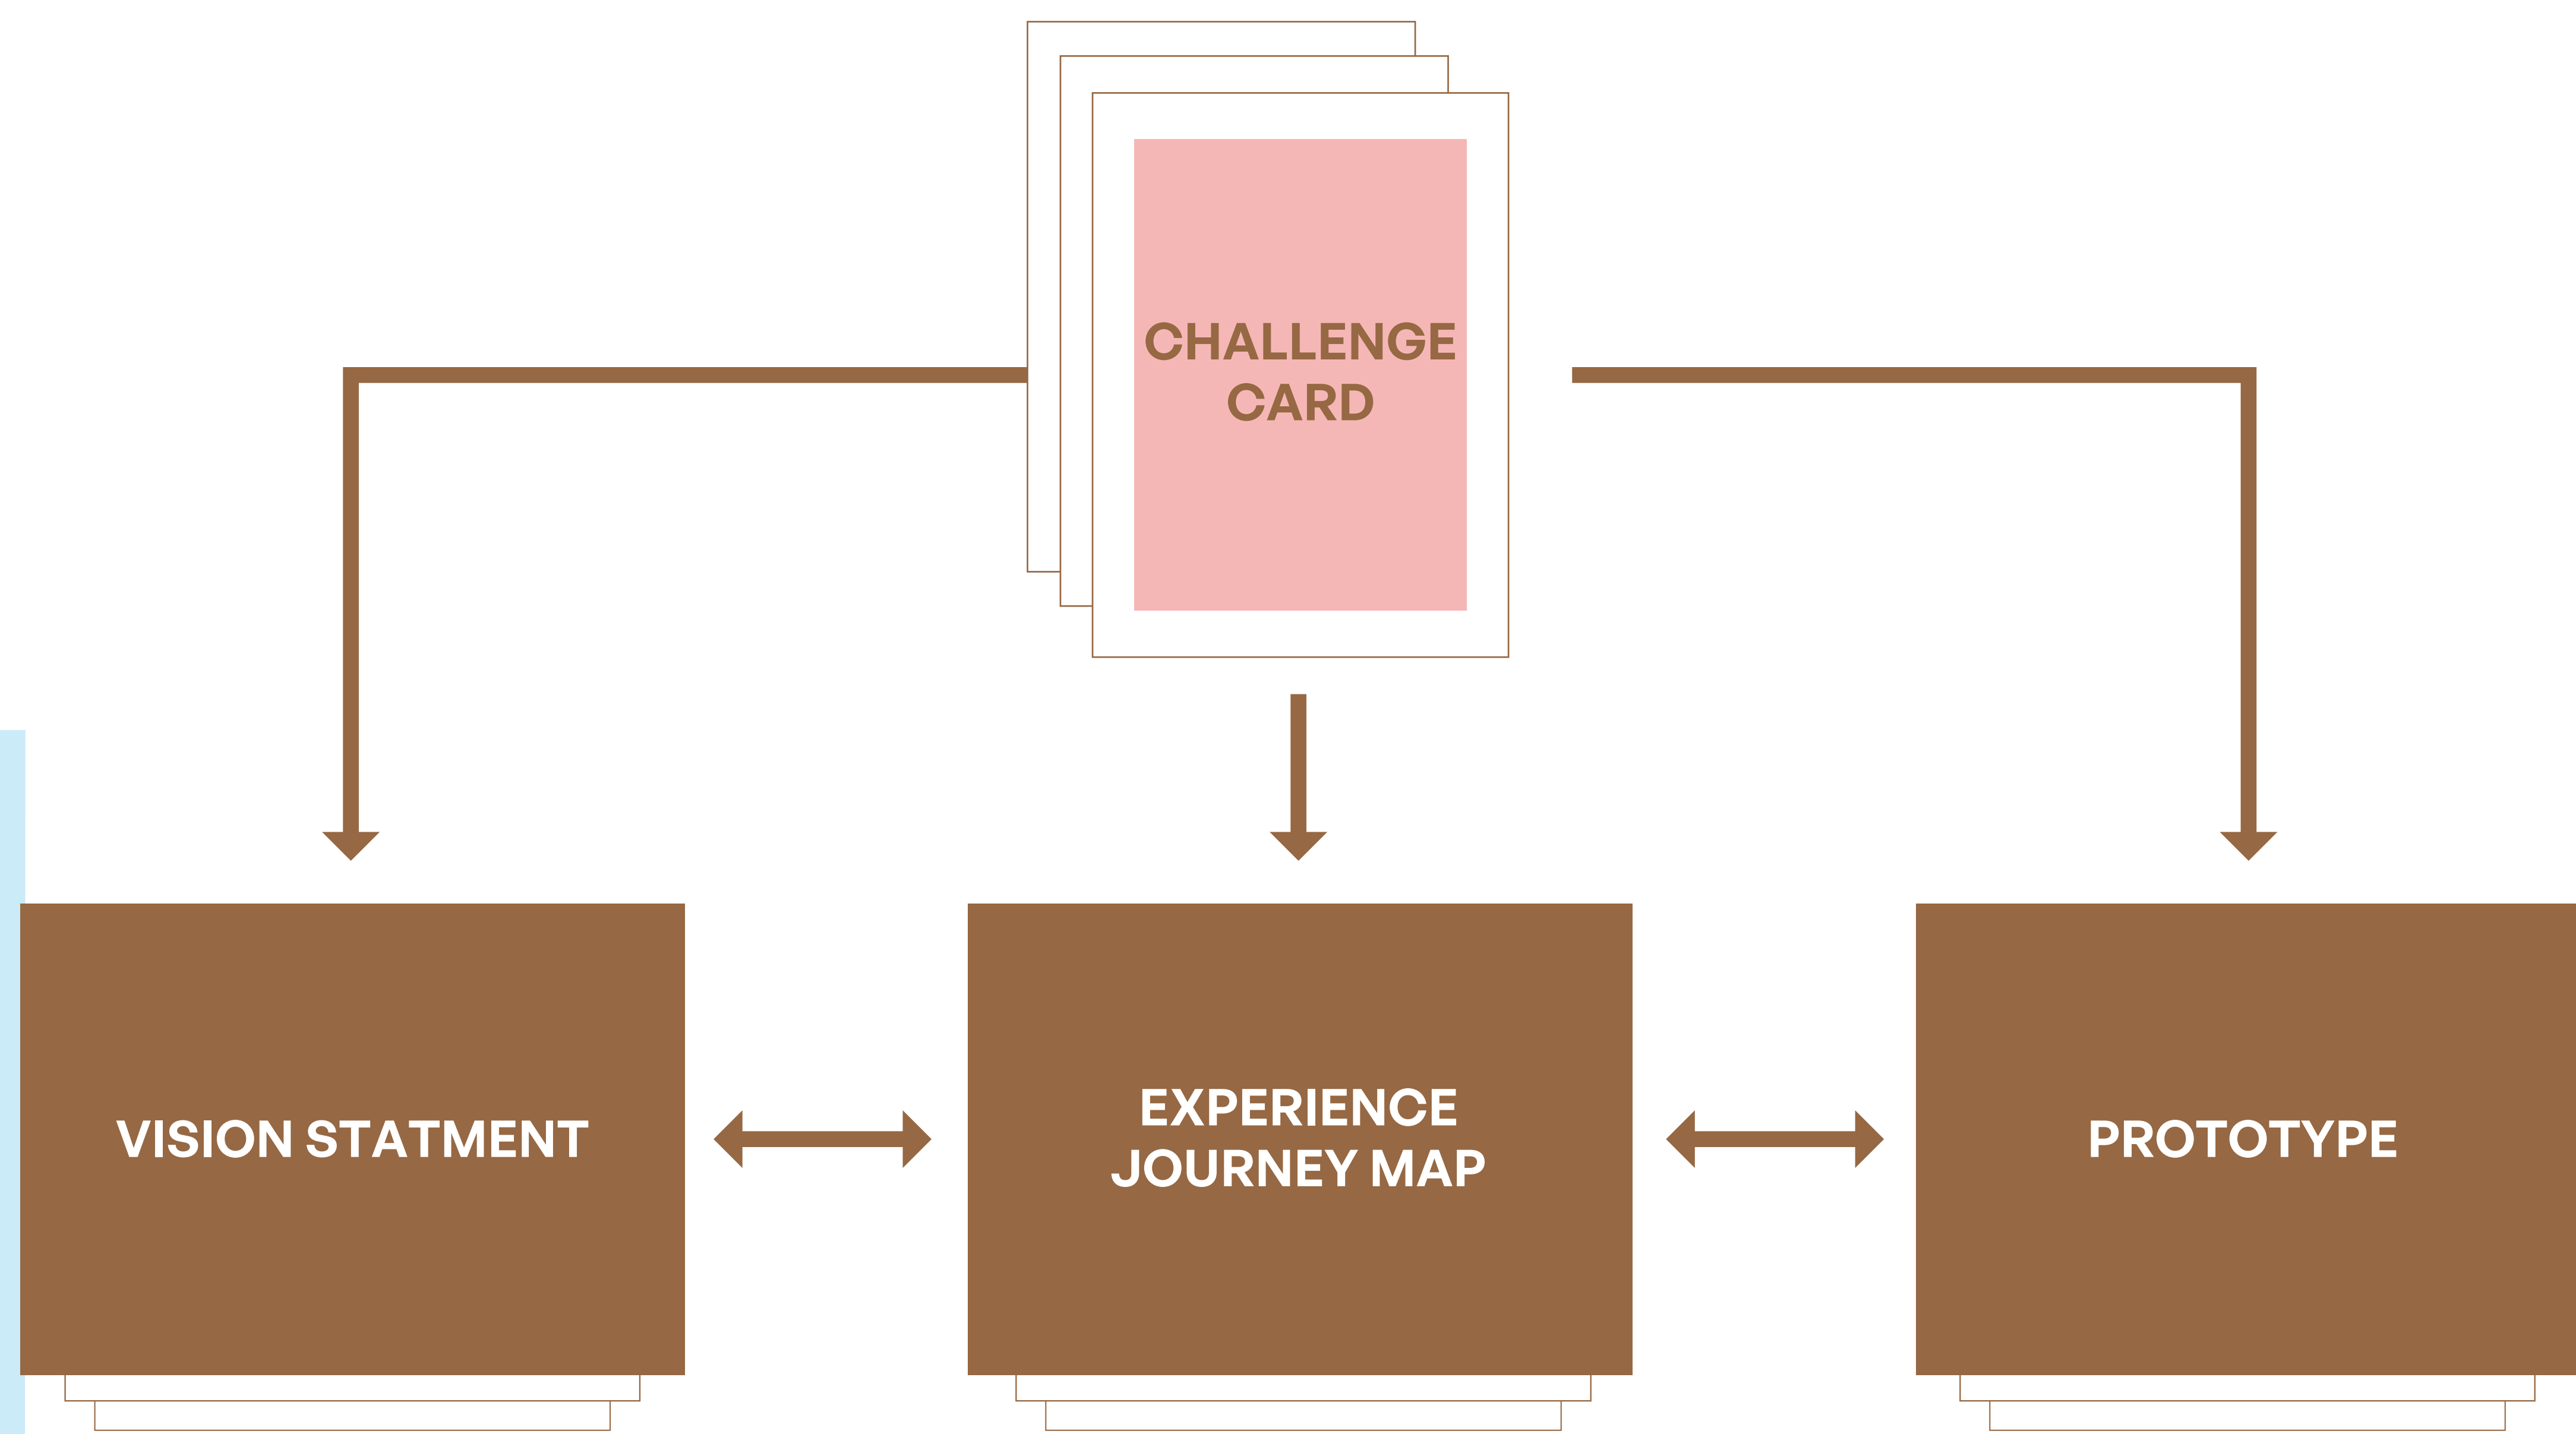 CHALLENGE
CARD
VISION STATMENT
EXPERIENCE
JOURNEY MAP
PROTOTYPE